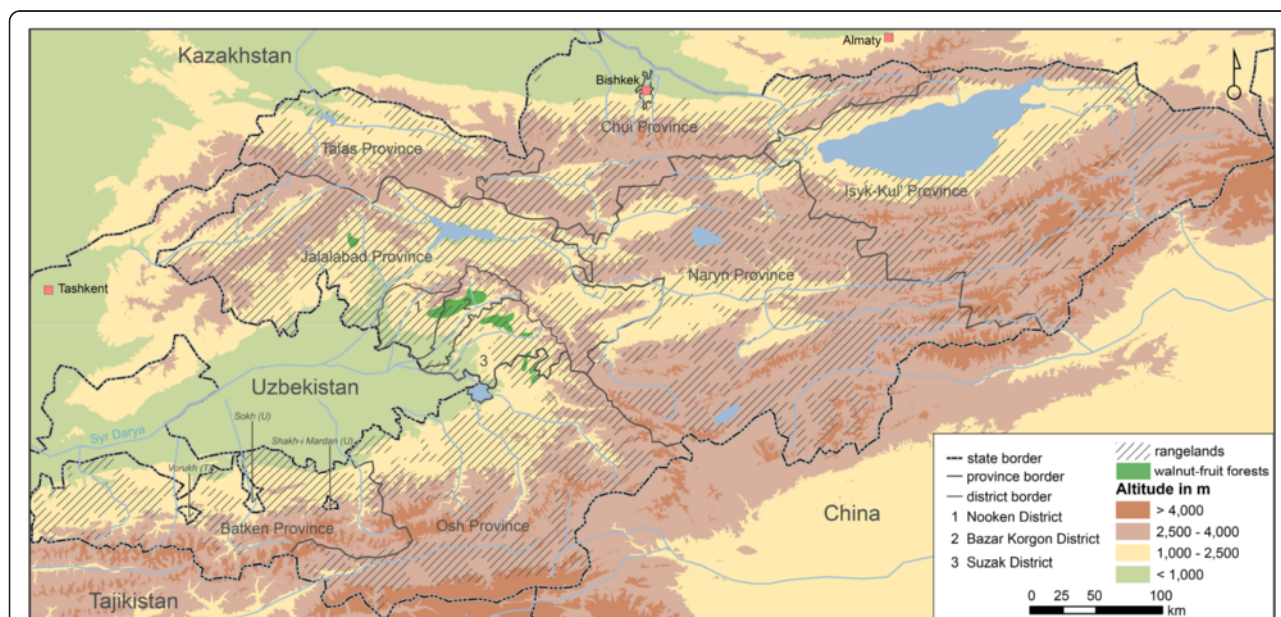 Kazakhstan
Almaty
Bishkek
Chui Province
Talas Province
Isyk-Kul' Province
Jalalabad Province
Naryn Province
Tashkent
1
2
3
Uzbekistan
Sokh (U)
Syr Darya
Shakh-i Mardan (U)
Vorukh (T)
Batken Province
Osh Province
China
Tajikistan
state border
province border
district border
1 Nooken District
2 Bazar Korgon District
3 Suzak District
rangelands
walnut-fruit forests
Altitude in m
> 4,000
2,500 - 4,000
1,000 - 2,500
< 1,000
0 25 50 100
km